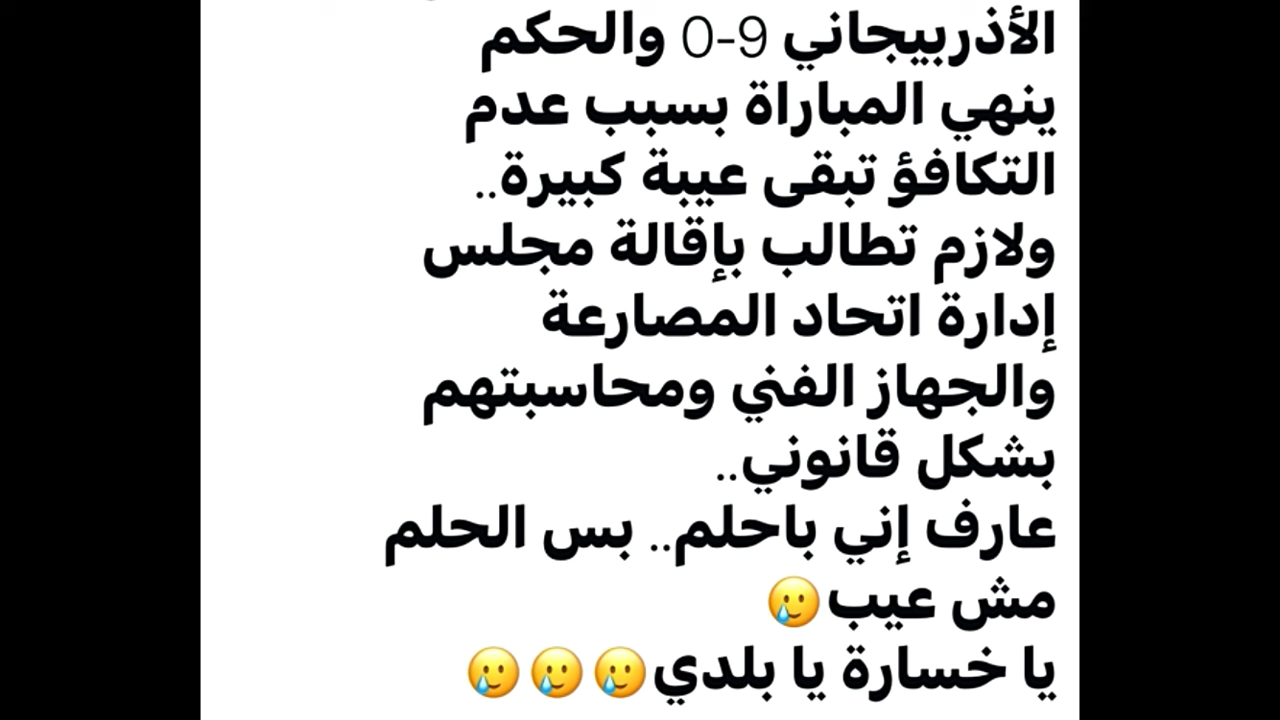 الأذربيجاني 9-0 والحكم
ينهي المباراة بسبب عدم
التكافؤ تبقى عيبة كبيرة..
ولازم تطالب بإقالة مجلس
إدارة اتحاد المصارعة
والجهاز الفني ومحاسبتهم
بشكل قانوني..
عارف إني باحلم.. بس الحلم
مش عيب🥲
يا خسارة يا بلدي🥲🥲🥲